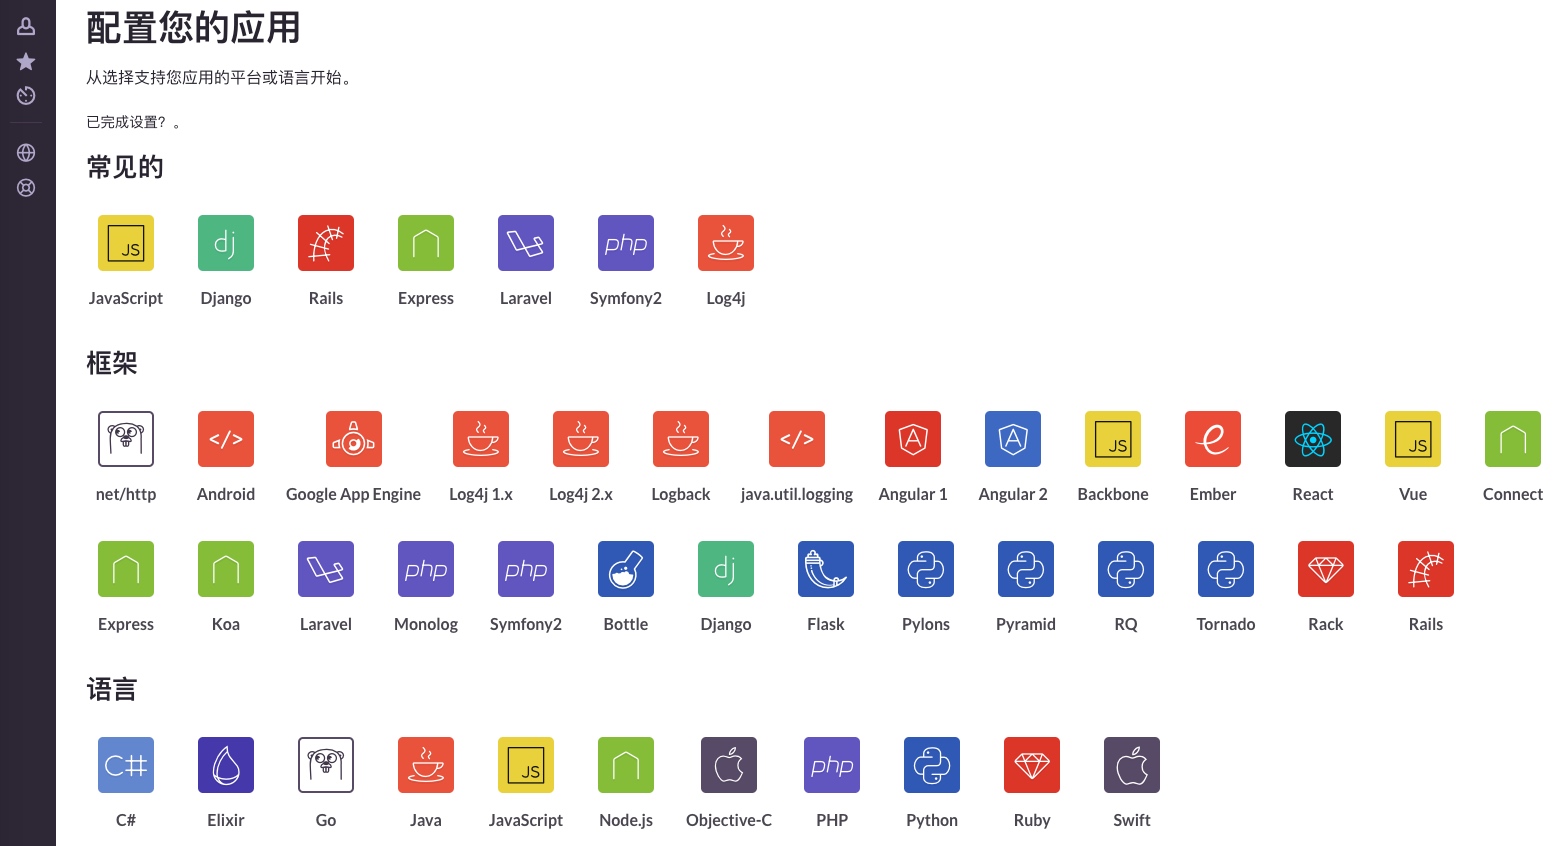 配置您的应用
从选择支持您应用的平台或语言开始。
已完成设置？。
常见的
JS dj php
JavaScript Django Rails Express Laravel Symfony2 Log4j
框架
</> </> JS e JS
net/http Android Google App Engine Log4j 1.x Log4j 2.x Logback java.util.logging Angular 1 Angular 2 Backbone Ember React Vue Connect
php php dj
Express Koa Laravel Monolog Symfony2 Bottle Django Flask Pylons Pyramid RQ Tornado Rack Rails
语言
C# JS php
C# Elixir Go Java JavaScript Node.js Objective-C PHP Python Ruby Swift